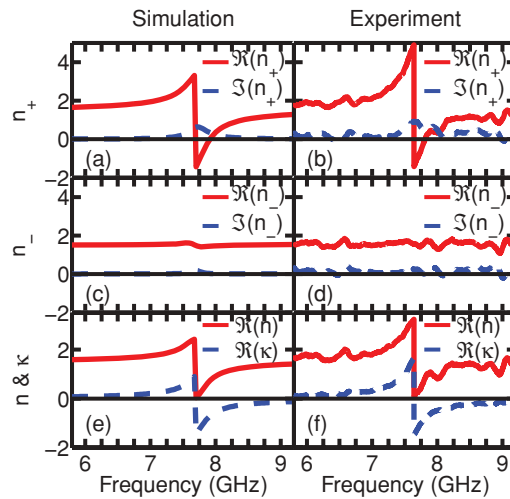 Simulation Experiment
4
2
0
−2
n₊
ℜ(n₊)
ℑ(n₊)
(a)
ℜ(n₊)
ℑ(n₊)
(b)
4
2
0
−2
n₋
ℜ(n₋)
ℑ(n₋)
(c)
ℜ(n₋)
ℑ(n₋)
(d)
2
0
−2
n & κ
ℜ(n)
ℜ(κ)
(e)
ℜ(n)
ℜ(κ)
(f)
6 7 8 9 6 7 8 9
Frequency (GHz) Frequency (GHz)